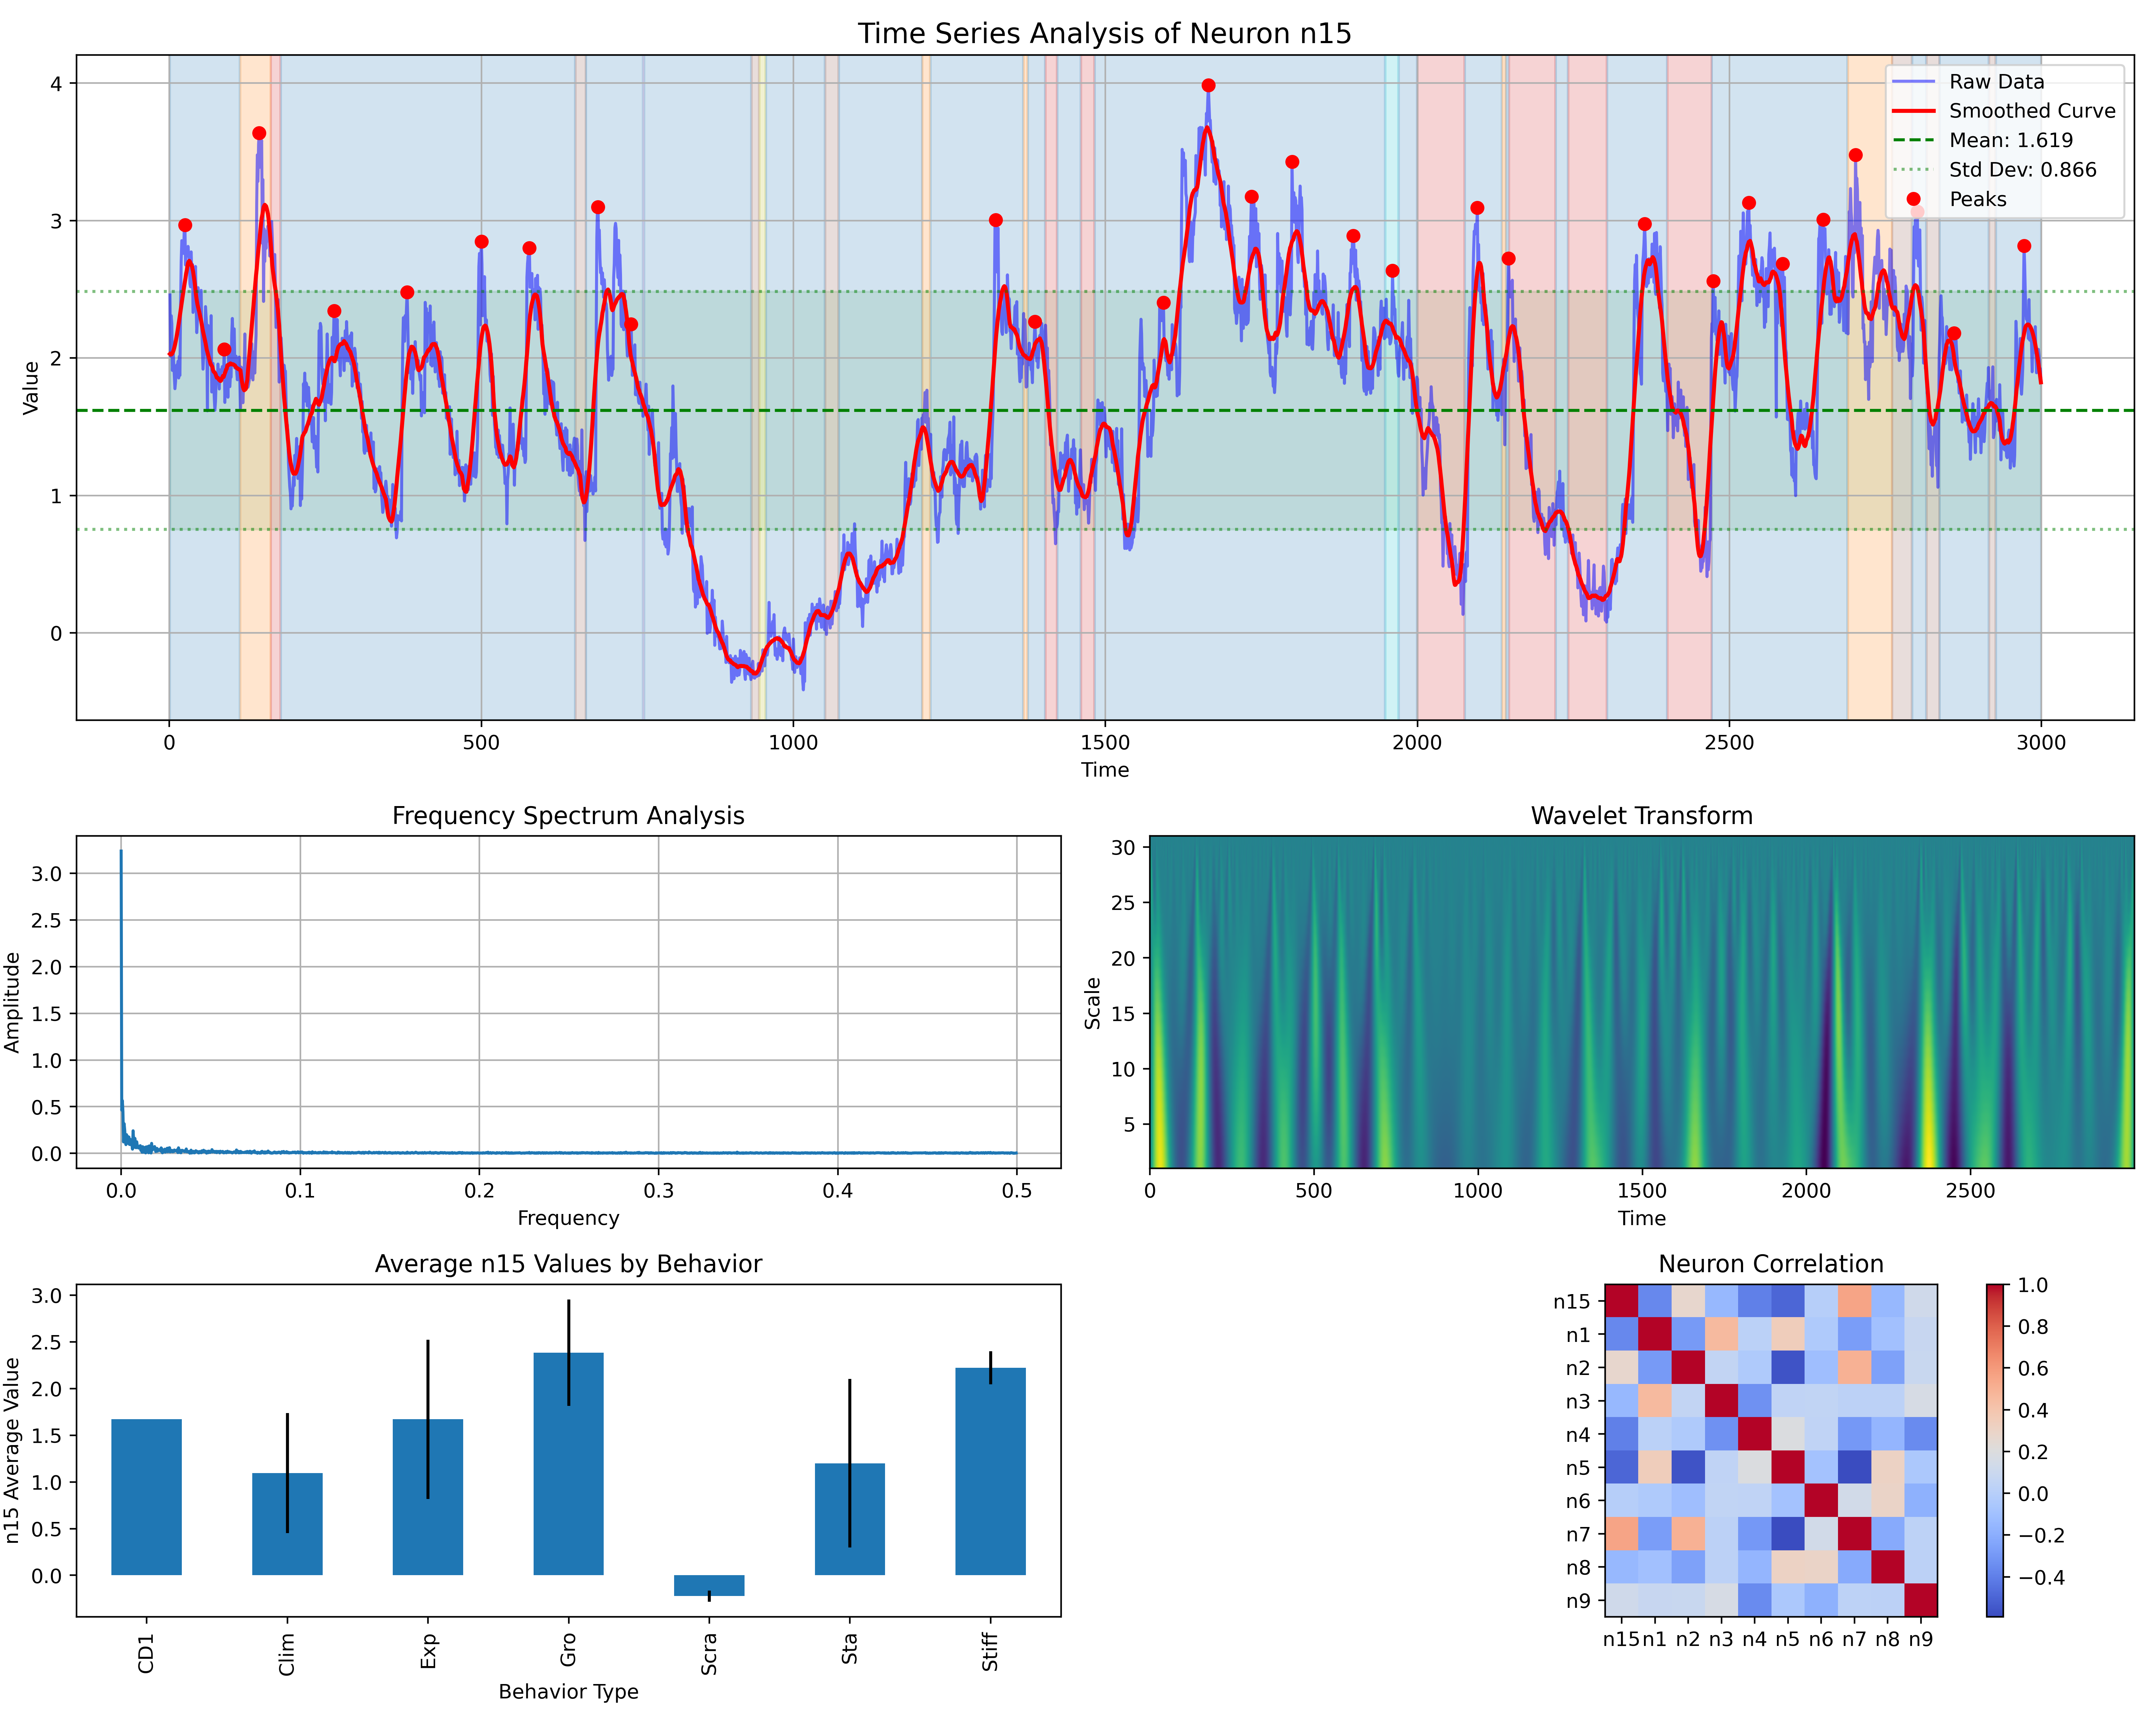 Time Series Analysis of Neuron n15
Value
4
3
2
1
0
Raw Data
Smoothed Curve
Mean: 1.619
Std Dev: 0.866
Peaks
0 500 1000 1500 2000 2500 3000
Time
Frequency Spectrum Analysis
Amplitude
3.0
2.5
2.0
1.5
1.0
0.5
0.0
0.0 0.1 0.2 0.3 0.4 0.5
Frequency
Wavelet Transform
Scale
30
25
20
15
10
5
0 500 1000 1500 2000 2500
Time
Average n15 Values by Behavior
n15 Average Value
3.0
2.5
2.0
1.5
1.0
0.5
0.0
CD1 Clim Exp Gro Scra Sta Stiff
Behavior Type
Neuron Correlation
n15
n1
n2
n3
n4
n5
n6
n7
n8
n9
n15 n1 n2 n3 n4 n5 n6 n7 n8 n9
1.0
0.8
0.6
0.4
0.2
0.0
−0.2
−0.4